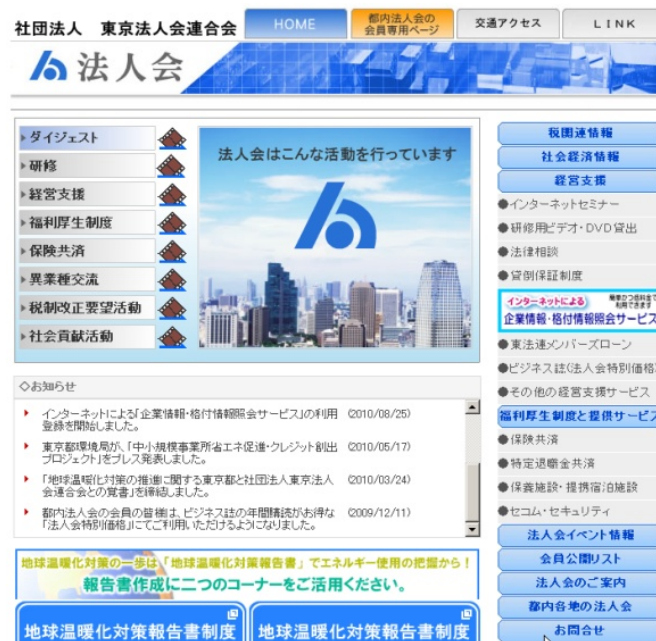 社団法人 東京法人会連合会
HOME
都内法人会の
会員専用ページ
交通アクセス
LINK
法人会
ダイジェスト
研修
経営支援
福利厚生制度
保険共済
異業種交流
税制改正要望活動
社会貢献活動
法人会はこんな活動を行っています
◇お知らせ
インターネットによる「企業情報・格付情報照会サービス」の利用 (2010/08/25)
登録を開始しました。
東京都環境局が、「中小規模事業所省エネ促進・クレジット創出 (2010/05/17)
プロジェクト」をプレス発表しました。
「地球温暖化対策の推進に関する東京都と社団法人東京法人 (2010/03/24)
会連合会との覚書」を締結しました。
都内法人会の会員の皆様は、ビジネス誌の年間購読がお得な (2009/12/11)
「法人会特別価格」にてご利用いただけるようになりました。
地球温暖化対策の一歩は「地球温暖化対策報告書」でエネルギー使用の把握から!
報告書作成に二つのコーナーをご活用ください。
地球温暖化対策報告書制度
地球温暖化対策報告書制度
税関連情報
社会経済情報
経営支援
●インターネットセミナー
●研修用ビデオ・DVD貸出
●法律相談
●貸倒保証制度
インターネットによる
簡単かつ低料金で
利用できます
企業情報・格付情報照会サービス
●東法連メンバーズローン
●ビジネス誌(法人会特別価格)
●その他の経営支援サービス
福利厚生制度と提供サービス
●保険共済
●特定退職金共済
●保養施設・提携宿泊施設
●セコム・セキュリティ
法人会イベント情報
会員公開リスト
法人会のご案内
都内各地の法人会
お問合せ